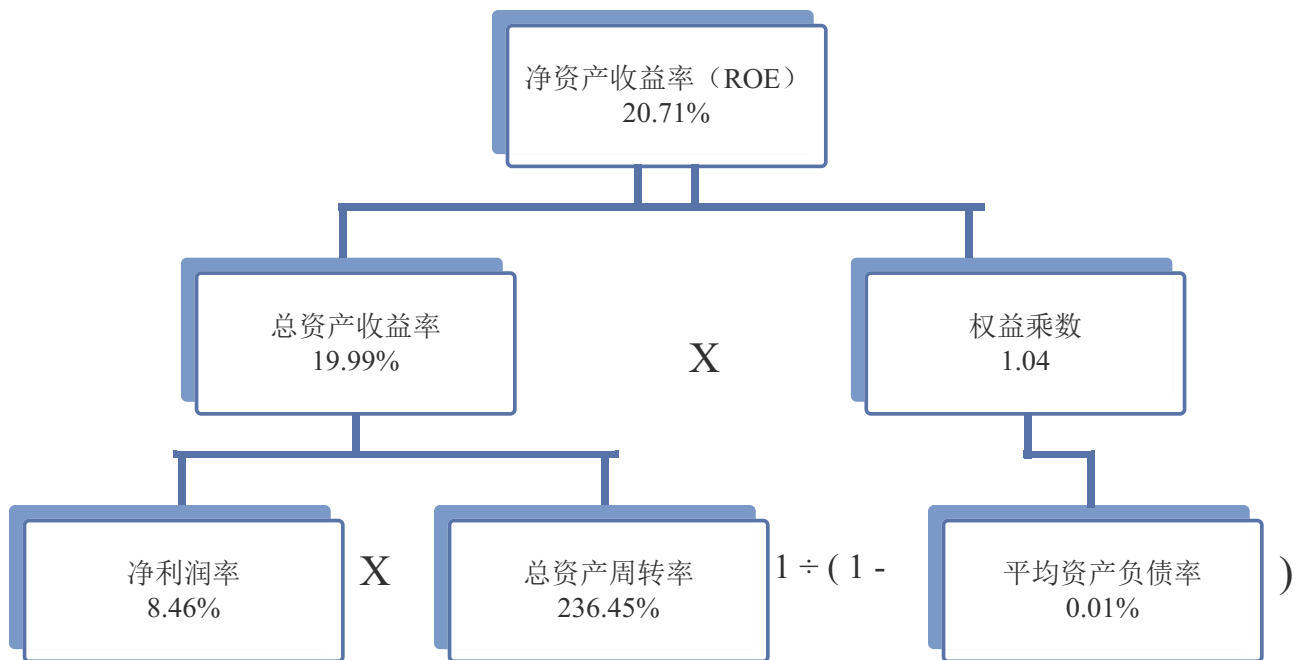 净资产收益率（ROE）
20.71%
总资产收益率
19.99%
X
权益乘数
1.04
净利润率
8.46%
X
总资产周转率
236.45%
1 ÷ ( 1 -
平均资产负债率
0.01%
)